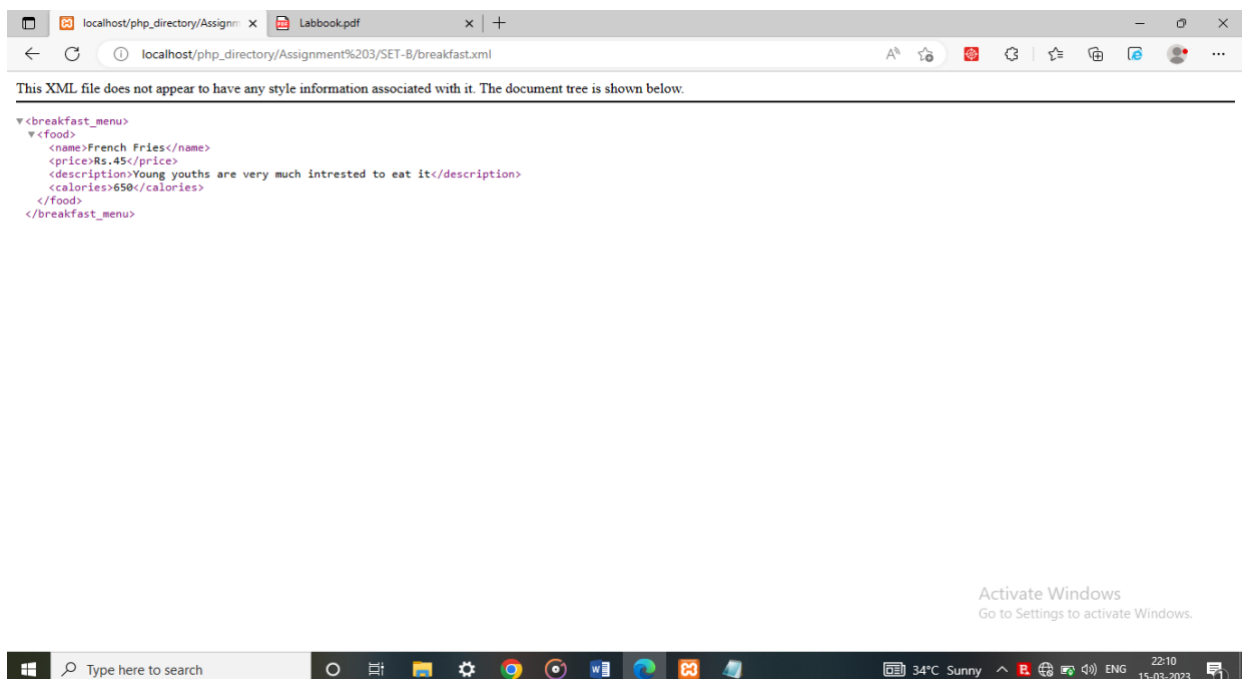 localhost/php_directory/Assignm
Labbook.pdf
localhost/php_directory/Assignment%203/SET-B/breakfast.xml
This XML file does not appear to have any style information associated with it. The document tree is shown below.
<breakfast_menu>
<food>
<name>French Fries</name>
<price>Rs.45</price>
<description>Young youths are very much intrested to eat it</description>
<calories>650</calories>
</food>
</breakfast_menu>
Activate Windows
Go to Settings to activate Windows.
Type here to search
34°C Sunny
ENG
22:10
15-03-2023